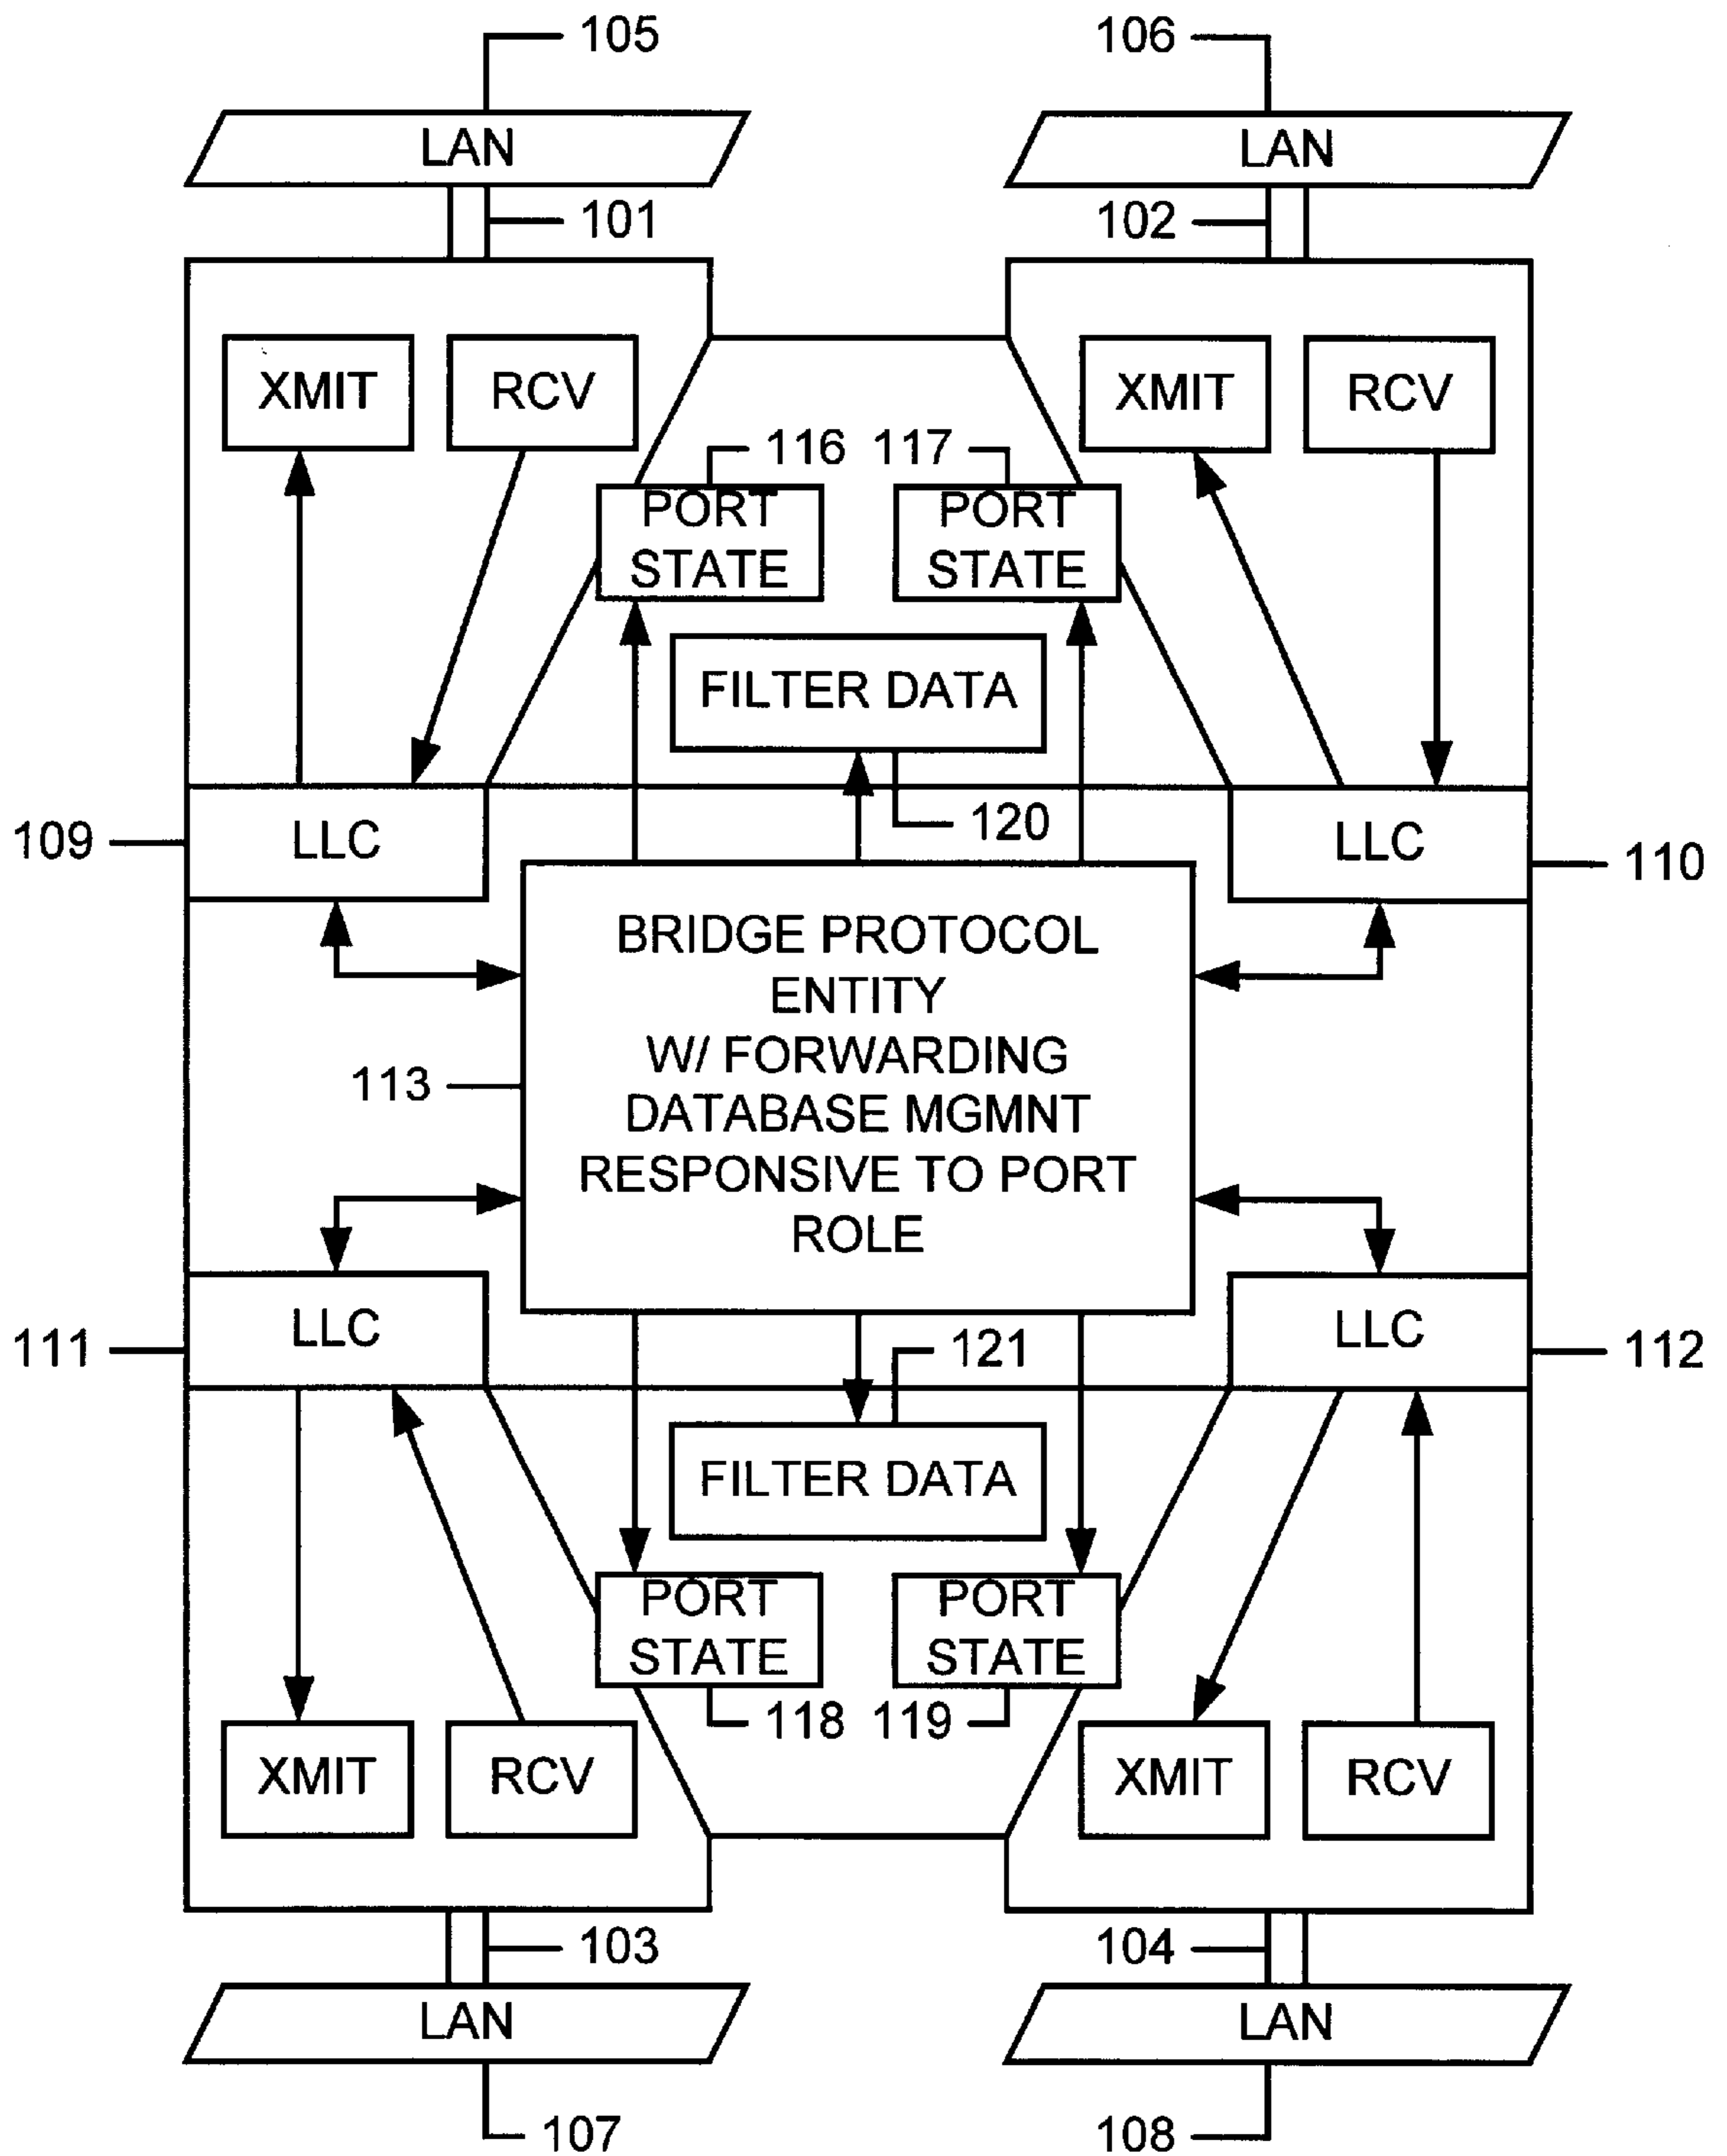 105
106
LAN
LAN
101
102
XMIT
RCV
XMIT
RCV
116
117
PORT
STATE
PORT
STATE
FILTER DATA
109
LLC
120
LLC
110
BRIDGE PROTOCOL
ENTITY
W/ FORWARDING
DATABASE MGMNT
RESPONSIVE TO PORT
ROLE
113
111
LLC
121
LLC
112
FILTER DATA
PORT
STATE
PORT
STATE
118
119
XMIT
RCV
XMIT
RCV
103
104
LAN
LAN
107
108